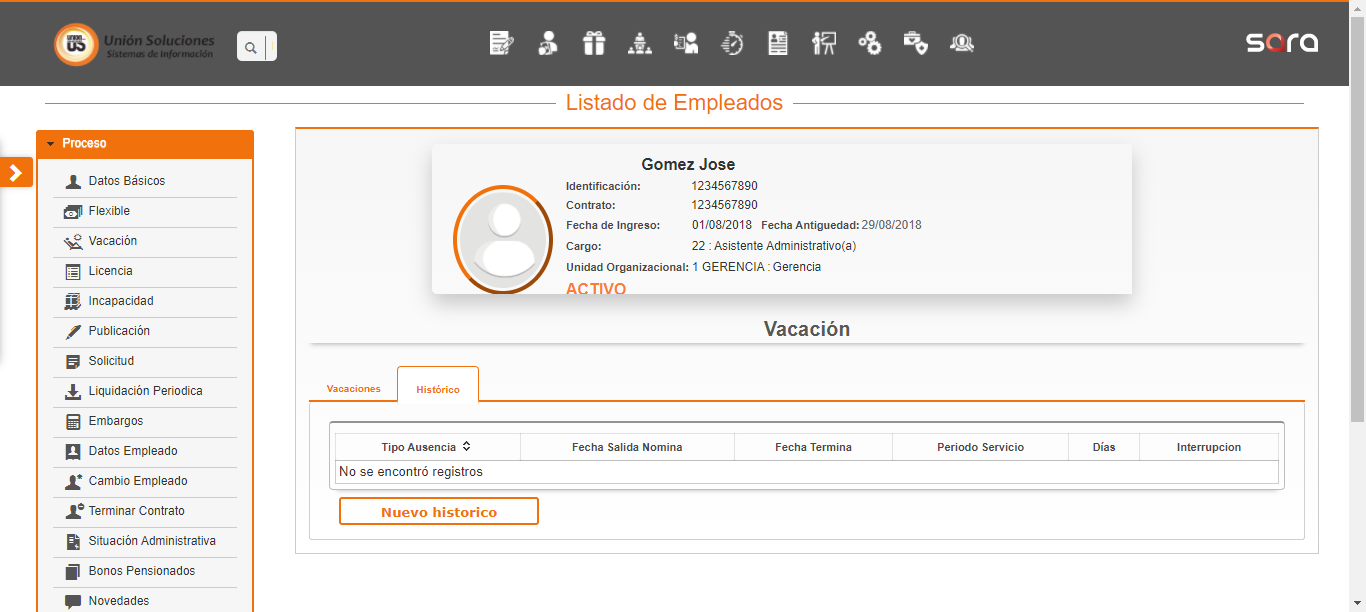 UNION
US
Unión Soluciones
Sistemas de Información
sara
Listado de Empleados
Proceso
Datos Básicos
Flexible
Vacación
Licencia
Incapacidad
Publicación
Solicitud
Liquidación Periodica
Embargos
Datos Empleado
Cambio Empleado
Terminar Contrato
Situación Administrativa
Bonos Pensionados
Novedades
Gomez Jose
Identificación: 1234567890
Contrato: 1234567890
Fecha de Ingreso: 01/08/2018 Fecha Antiguedad: 29/08/2018
Cargo: 22 : Asistente Administrativo(a)
Unidad Organizacional: 1 GERENCIA : Gerencia
ACTIVO
Vacación
Vacaciones Histórico
Tipo Ausencia Fecha Salida Nomina Fecha Termina Periodo Servicio Días Interrupcion
No se encontró registros
Nuevo historico